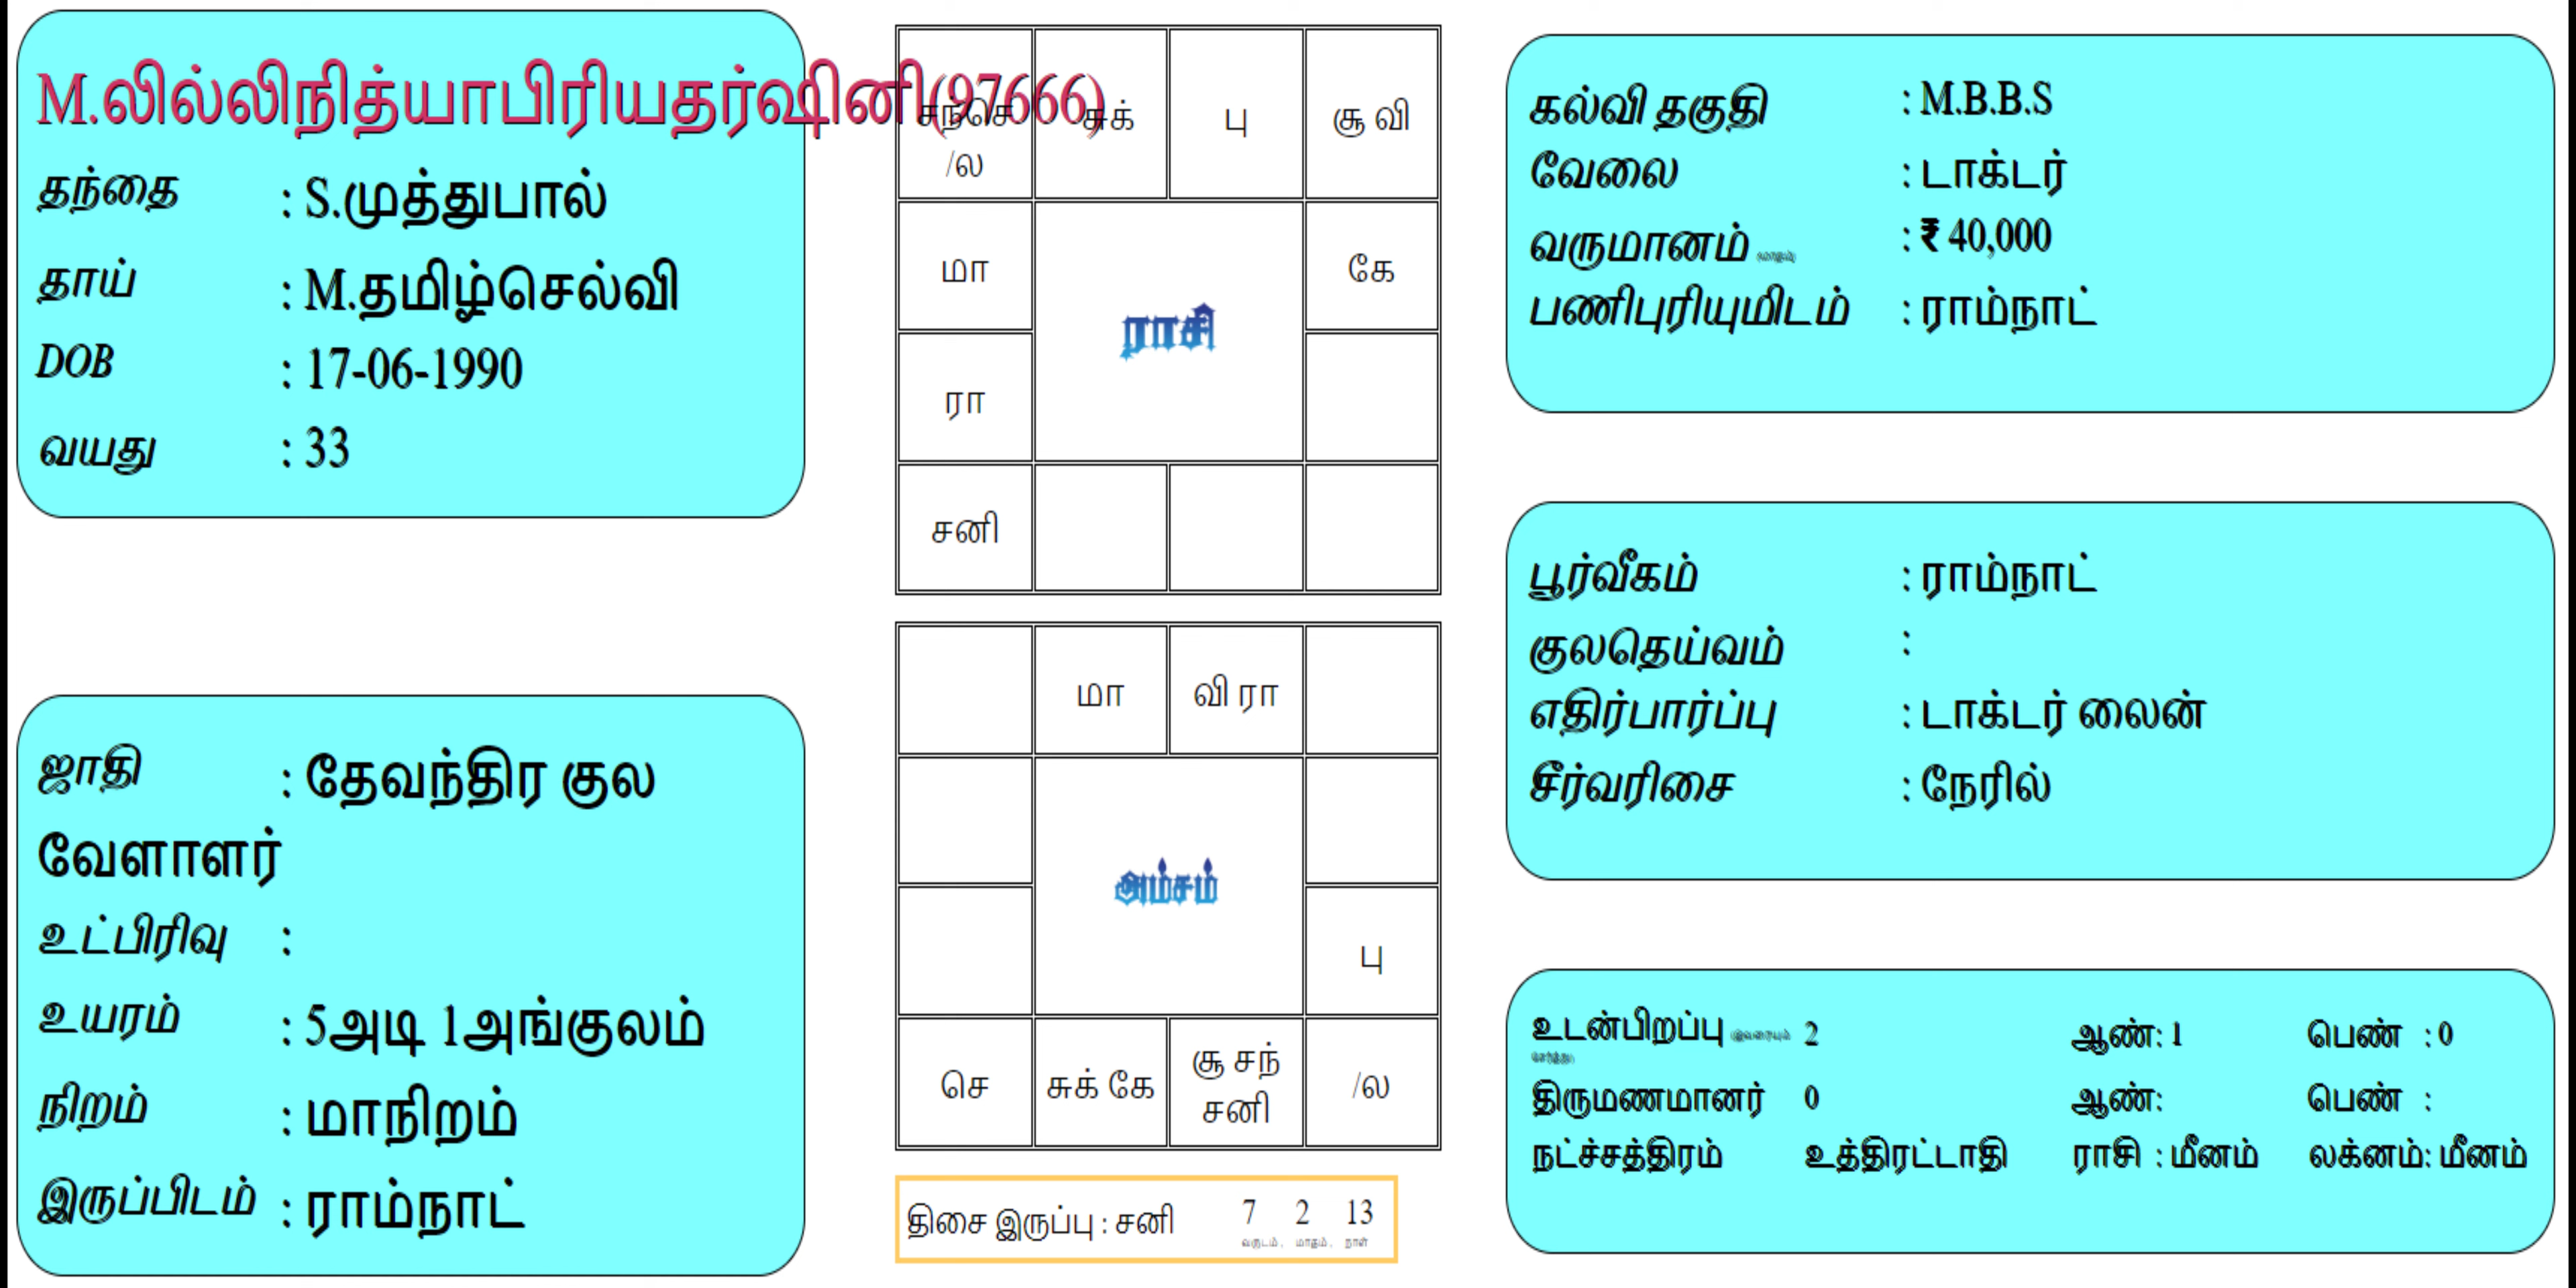 M.லில்லிநித்யாபிரியதர்ஷினி(97666)
தந்தை : S.முத்துபால்
தாய் : M.தமிழ்செல்வி
DOB : 17-06-1990
வயது : 33
ஜாதி : தேவந்திர குல
வேளாளர்
உட்பிரிவு :
உயரம் : 5அடி 1அங்குலம்
நிறம் : மாநிறம்
இருப்பிடம் : ராம்நாட்
சந்செ சுக் பு சூ வி
/ல
மா கே
ராசி
ரா
சனி
மா வி ரா
அம்சம்
பு
செ சுக் கே சூ சந் /ல
சனி
திசை இருப்பு : சனி 7 2 13
வருடம், மாதம், நாள்
கல்வி தகுதி : M.B.B.S
வேலை : டாக்டர்
வருமானம் : ₹ 40,000
பணிபுரியுமிடம் : ராம்நாட்
பூர்வீகம் : ராம்நாட்
குலதெய்வம் :
எதிர்பார்ப்பு : டாக்டர் லைன்
சீர்வரிசை : நேரில்
உடன்பிறப்பு 2 ஆண்: 1 பெண் : 0
திருமணமானர் 0 ஆண்: பெண் :
நட்ச்சத்திரம் உத்திரட்டாதி ராசி : மீனம் லக்னம்: மீனம்